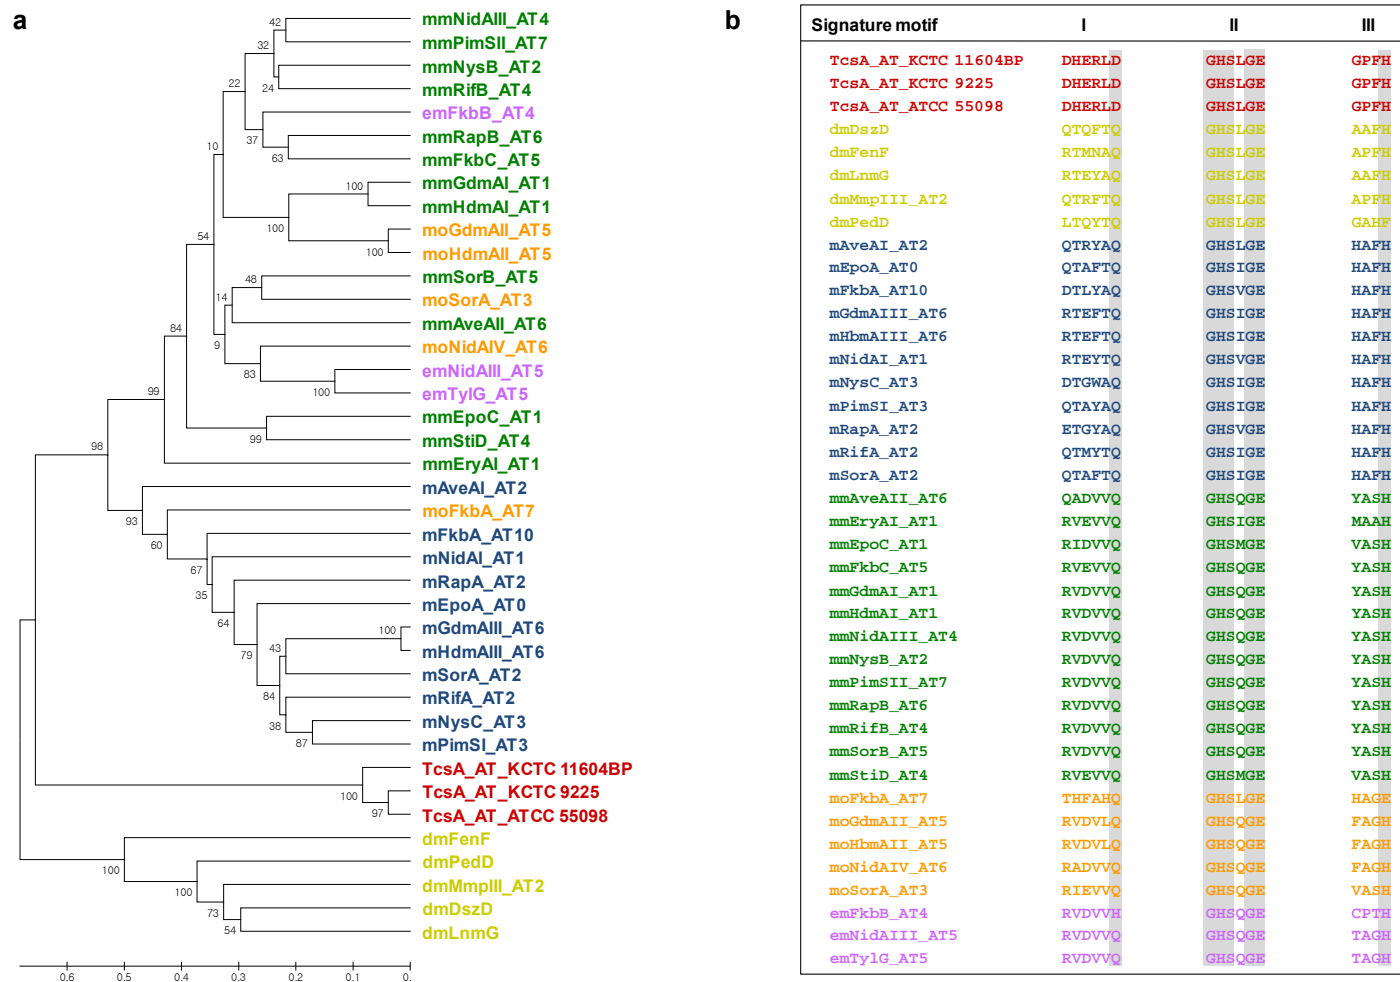 a
42
mmNidAIII_AT4
32
mmPimSII_AT7
mmNysB_AT2
22
24
mmRifB_AT4
emFkbB_AT4
37
mmRapB_AT6
10
63
mmFkbC_AT5
100
mmGdmAI_AT1
mmHdmAI_AT1
100
moGdmAII_AT5
54
100
moHdmAII_AT5
48
mmSorB_AT5
14
moSorA_AT3
84
mmAveAII_AT6
9
moNidAIV_AT6
83
emNidAIII_AT5
99
100
emTylG_AT5
mmEpoC_AT1
98
99
mmStiD_AT4
mmEryAI_AT1
mAveAI_AT2
93
moFkbA_AT7
60
mFkbA_AT10
67
mNidAI_AT1
35
mRapA_AT2
64
mEpoA_AT0
100
mGdmAIII_AT6
79
43
mHdmAIII_AT6
mSorA_AT2
84
mRifA_AT2
38
mNysC_AT3
87
mPimSI_AT3
TcsA_AT_KCTC 11604BP
100
TcsA_AT_KCTC 9225
97
TcsA_AT_ATCC 55098
dmFenF
100
dmPedD
100
dmMmpIII_AT2
73
dmDszD
54
dmLnmG
0.6 0.5 0.4 0.3 0.2 0.1 0.
b
Signature motif I II III
TcsA_AT_KCTC 11604BP DHERLD GHSLGE GPFH
TcsA_AT_KCTC 9225 DHERLD GHSLGE GPFH
TcsA_AT_ATCC 55098 DHERLD GHSLGE GPFH
dmDszD QTQFTQ GHSLGE AAFH
dmFenF RTMNAQ GHSLGE APFH
dmLnmG RTEYAQ GHSLGE AAFH
dmMmpIII_AT2 QTRFTQ GHSLGE APFH
dmPedD LTQYTQ GHSLGE GAHF
mAveAI_AT2 QTRYAQ GHSLGE HAFH
mEpoA_AT0 QTAFTQ GHSIGE HAFH
mFkbA_AT10 DTLYAQ GHSVGE HAFH
mGdmAIII_AT6 RTEFTQ GHSIGE HAFH
mHbmAIII_AT6 RTEFTQ GHSIGE HAFH
mNidAI_AT1 RTEYTQ GHSVGE HAFH
mNysC_AT3 DTGWAQ GHSIGE HAFH
mPimSI_AT3 QTAYAQ GHSIGE HAFH
mRapA_AT2 ETGYAQ GHSVGE HAFH
mRifA_AT2 QTMYTQ GHSIGE HAFH
mSorA_AT2 QTAFTQ GHSIGE HAFH
mmAveAII_AT6 QADVVQ GHSQGE YASH
mmEryAI_AT1 RVEVVQ GHSIGE MAAH
mmEpoC_AT1 RIDVVQ GHSMGE VASH
mmFkbC_AT5 RVEVVQ GHSQGE YASH
mmGdmAI_AT1 RVDVVQ GHSQGE YASH
mmHdmAI_AT1 RVDVVQ GHSQGE YASH
mmNidAIII_AT4 RVDVVQ GHSQGE YASH
mmNysB_AT2 RVDVVQ GHSQGE YASH
mmPimSII_AT7 RVDVVQ GHSQGE YASH
mmRapB_AT6 RVDVVQ GHSQGE YASH
mmRifB_AT4 RVDVVQ GHSQGE YASH
mmSorB_AT5 RVDVVQ GHSQGE YASH
mmStiD_AT4 RVEVVQ GHSMGE VASH
moFkbA_AT7 THFAHQ GHSLGE HAGE
moGdmAII_AT5 RVDVLQ GHSQGE FAGH
moHbmAII_AT5 RVDVLQ GHSQGE FAGH
moNidAIV_AT6 RADVVQ GHSQGE FAGH
moSorA_AT3 RIEVVQ GHSQGE VASH
emFkbB_AT4 RVDVVH GHSQGE CPTH
emNidAIII_AT5 RVDVVQ GHSQGE TAGH
emTylG_AT5 RVDVVQ GHSQGE TAGH